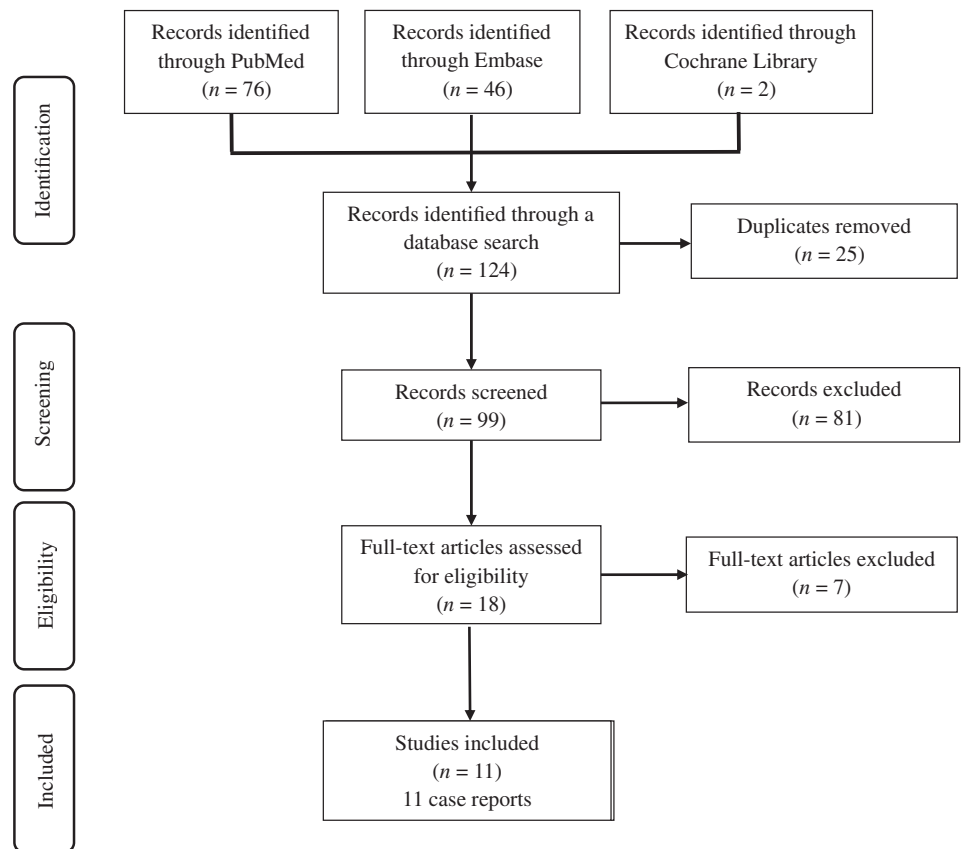 Records identified
through PubMed
(n = 76)
Records identified
through Embase
(n = 46)
Records identified through
Cochrane Library
(n = 2)
Identification
Records identified through a
database search
(n = 124)
Duplicates removed
(n = 25)
Screening
Records screened
(n = 99)
Records excluded
(n = 81)
Eligibility
Full-text articles assessed
for eligibility
(n = 18)
Full-text articles excluded
(n = 7)
Included
Studies included
(n = 11)
11 case reports